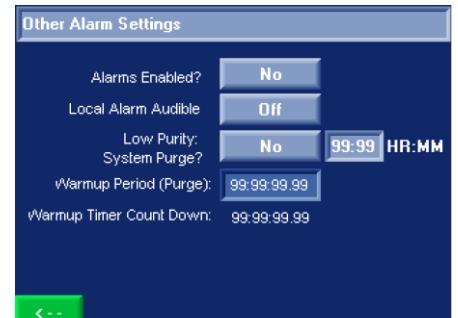 Other Alarm Settings
Alarms Enabled? No
Local Alarm Audible Off
Low Purity:
System Purge? No 99:99 HR:MM
Warmup Period (Purge): 99:99:99.99
Warmup Timer Count Down: 99:99:99.99
<--